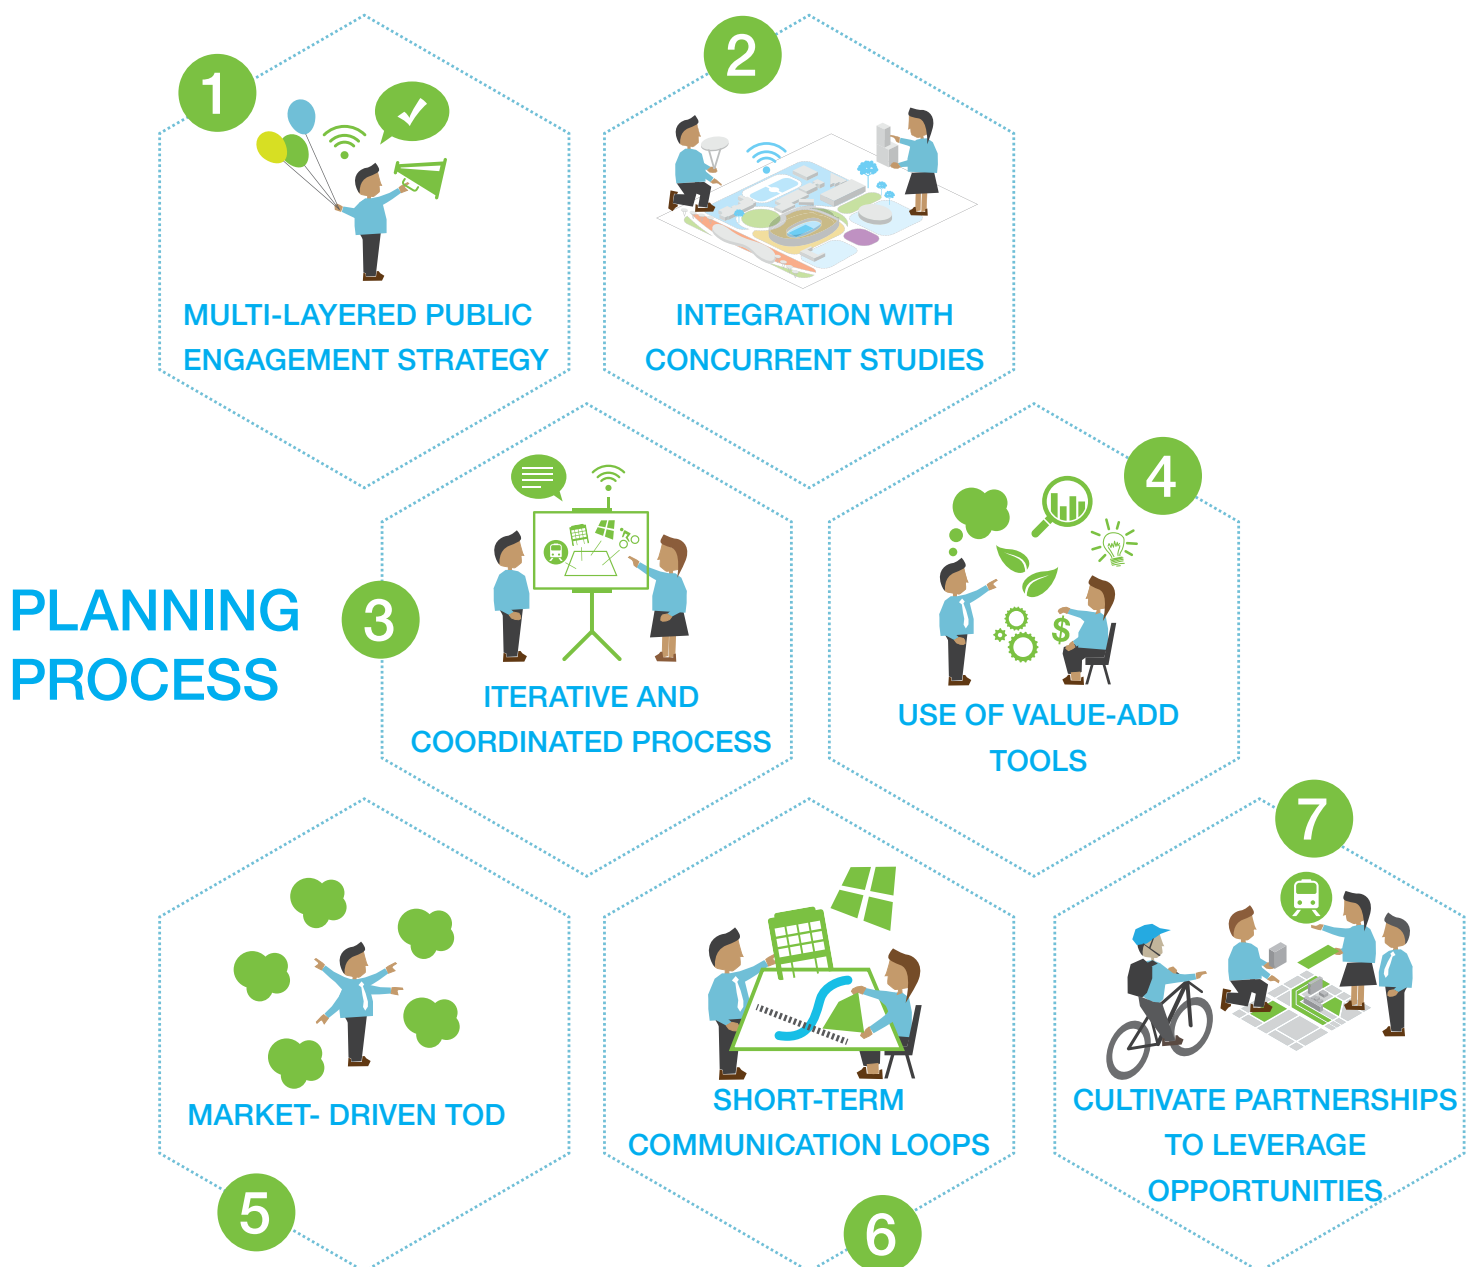 1
MULTI-LAYERED PUBLIC
ENGAGEMENT STRATEGY
2
INTEGRATION WITH
CONCURRENT STUDIES
PLANNING
PROCESS
3
ITERATIVE AND
COORDINATED PROCESS
4
$
USE OF VALUE-ADD
TOOLS
MARKET- DRIVEN TOD
5
SHORT-TERM
COMMUNICATION LOOPS
6
7
CULTIVATE PARTNERSHIPS
TO LEVERAGE
OPPORTUNITIES